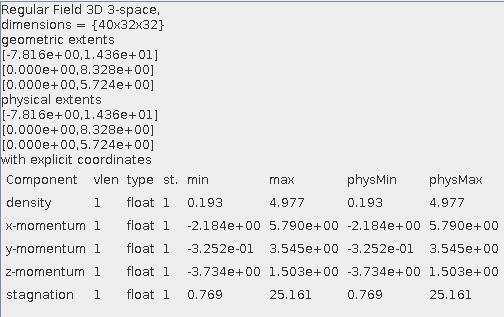 Regular Field 3D 3-space,
dimensions = {40x32x32}
geometric extents
[-7.816e+00,1.436e+01]
[0.000e+00,8.328e+00]
[0.000e+00,5.724e+00]
physical extents
[-7.816e+00,1.436e+01]
[0.000e+00,8.328e+00]
[0.000e+00,5.724e+00]
with explicit coordinates
Component vlen type st. min max physMin physMax
density 1 float 1 0.193 4.977 0.193 4.977
x-momentum 1 float 1 -2.184e+00 5.790e+00 -2.184e+00 5.790e+00
y-momentum 1 float 1 -3.252e-01 3.545e+00 -3.252e-01 3.545e+00
z-momentum 1 float 1 -3.734e+00 1.503e+00 -3.734e+00 1.503e+00
stagnation 1 float 1 0.769 25.161 0.769 25.161